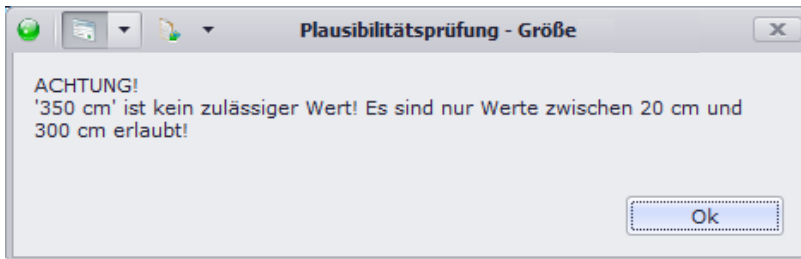 Plausibilitätsprüfung - Größe
ACHTUNG!
'350 cm' ist kein zulässiger Wert! Es sind nur Werte zwischen 20 cm und
300 cm erlaubt!
Ok